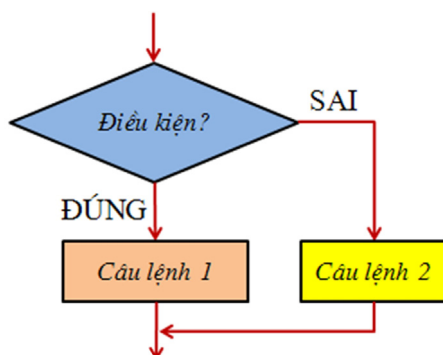 Điều kiện?
SAI
ĐÚNG
Câu lệnh 1
Câu lệnh 2